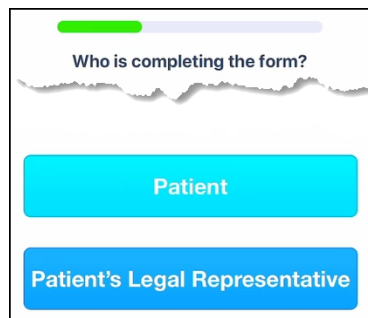 Who is completing the form?
Patient
Patient’s Legal Representative